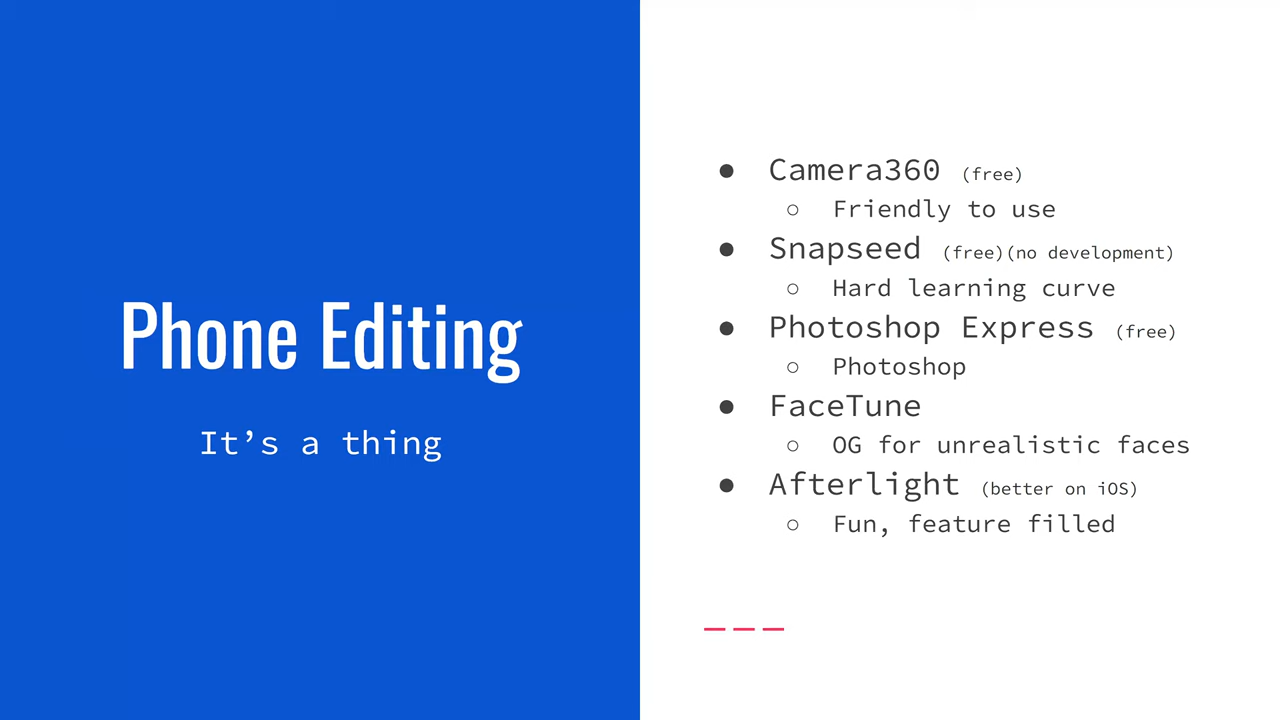 Phone Editing
It’s a thing
● Camera360 (free)
○ Friendly to use
● Snapseed (free)(no development)
○ Hard learning curve
● Photoshop Express (free)
○ Photoshop
● FaceTune
○ OG for unrealistic faces
● Afterlight (better on iOS)
○ Fun, feature filled